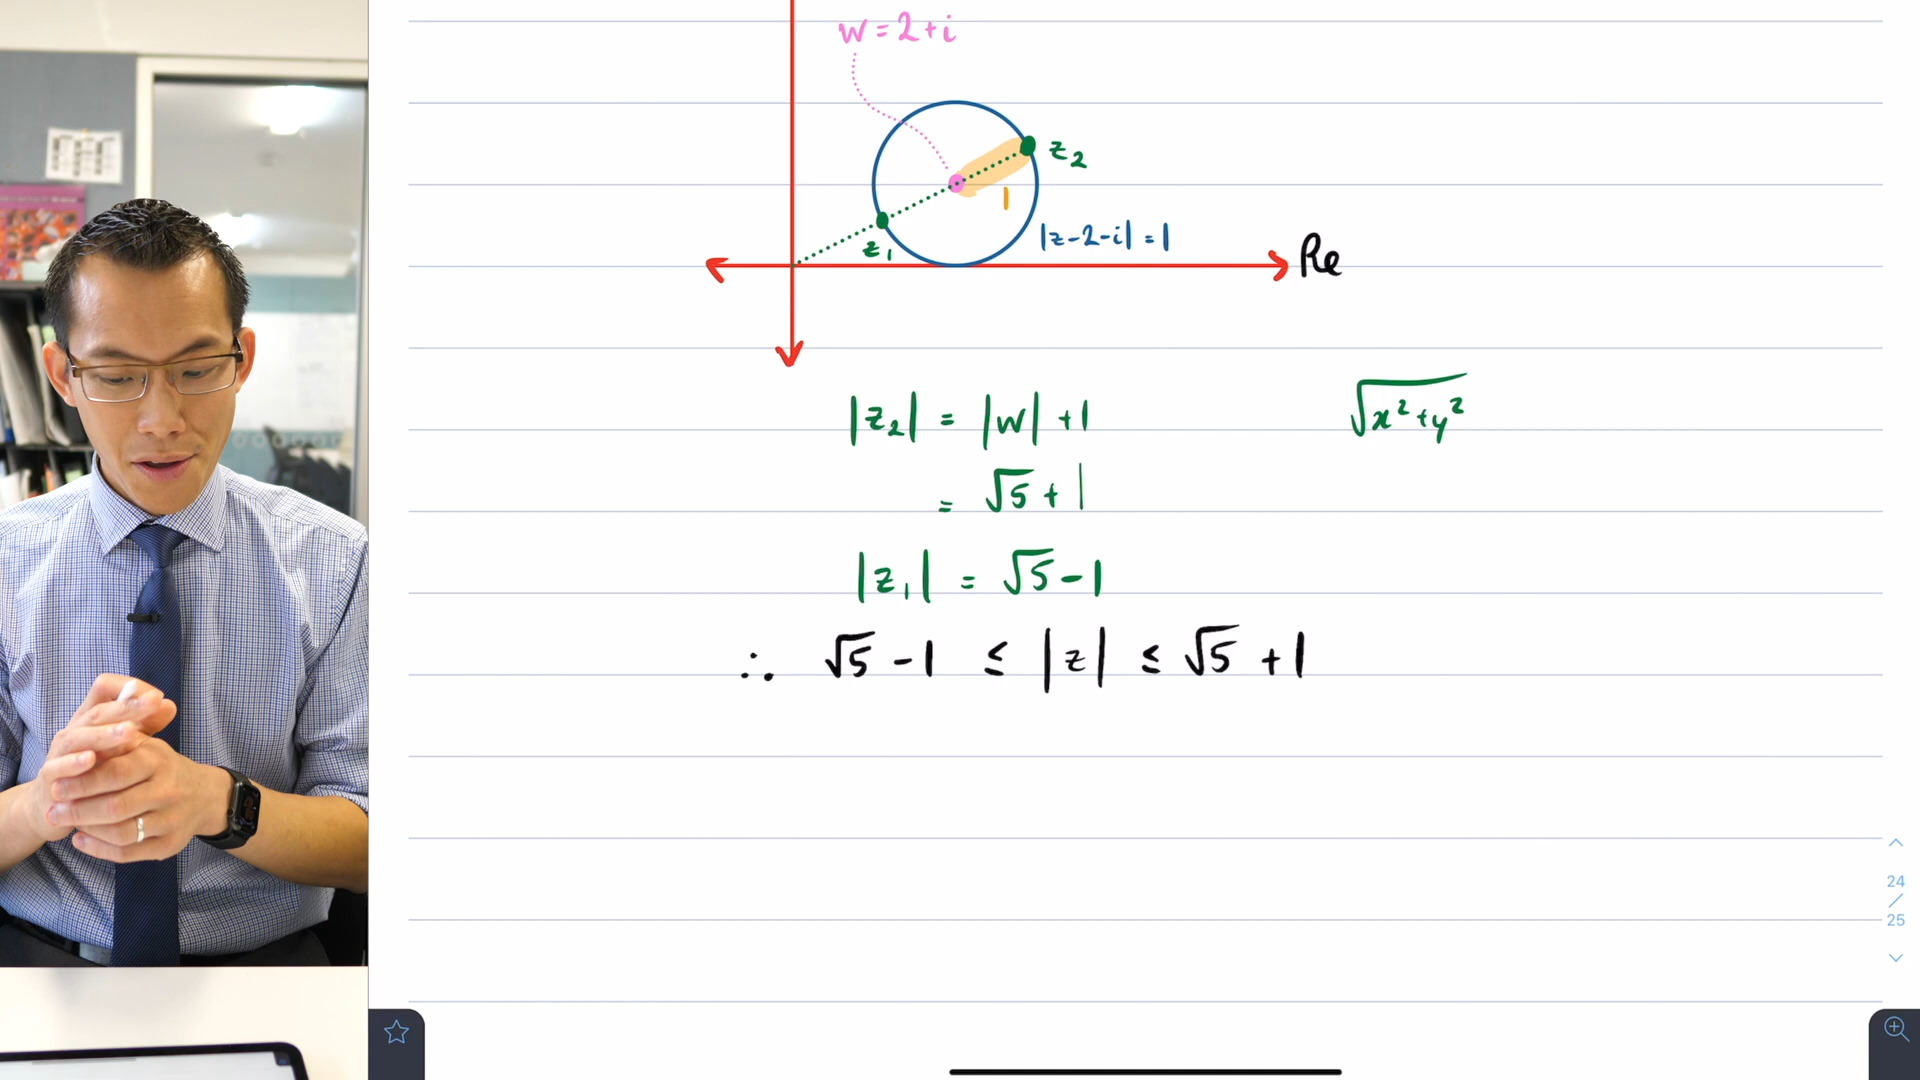 w = 2+i
z₂
1
z₁
|z-2-i| = 1
Re
|z₂| = |w| + 1
√x² + y²
= √5 + 1
|z₁| = √5 - 1
∴ √5 - 1 ≤ |z| ≤ √5 + 1
24
/
25